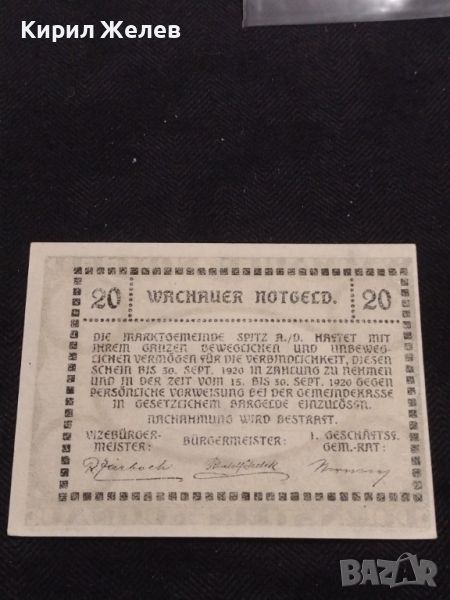 Кирил Желев
20 WACHAUER NOTGELD. 20
DIE MARKTGEMEINDE SPITZ A./D. HAFTET MIT
IHREM GANZEN BEWEGLICHEN UND UNBEWEG-
LICHEN VERMÖGEN FÜR DIE VERBINDLICHKEIT, DIESEN
SCHEIN BIS 30. SEPT. 1920 IN ZAHLUNG ZU NEHMEN
UND IN DER ZEIT VOM 15. BIS 30. SEPT. 1920 GEGEN
PERSÖNLICHE VORWEISUNG BEI DER GEMEINDEKASSE
IN GESETZLICHEM BARGELDE EINZULÖSSN.
NACHAHMUNG WIRD BESTRAFT.
VIZEBÜRGER-
MEISTER:
BÜRGERMEISTER:
1. GESCHÄFTSF.
GEM.-RAT:
BAZAR